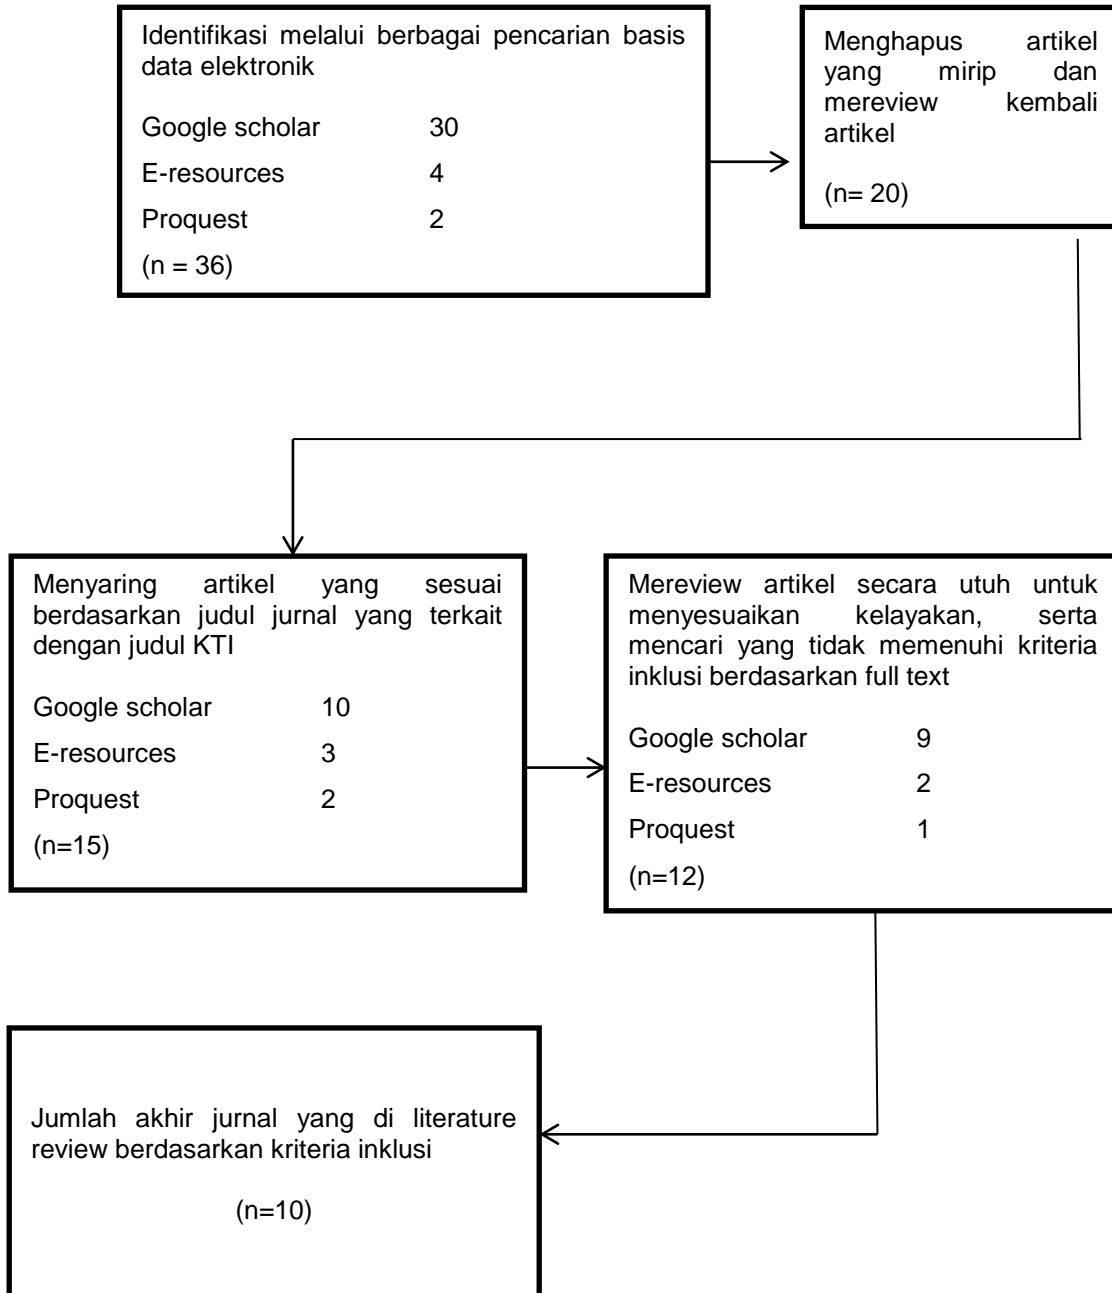 Identifikasi melalui berbagai pencarian basis
data elektronik
Google scholar 30
E-resources 4
Proquest 2
(n = 36)
Menghapus artikel
yang mirip dan
mereview kembali
artikel
(n= 20)
Menyaring artikel yang sesuai
berdasarkan judul jurnal yang terkait
dengan judul KTI
Google scholar 10
E-resources 3
Proquest 2
(n=15)
Mereview artikel secara utuh untuk
menyesuaikan kelayakan, serta
mencari yang tidak memenuhi kriteria
inklusi berdasarkan full text
Google scholar 9
E-resources 2
Proquest 1
(n=12)
Jumlah akhir jurnal yang di literature
review berdasarkan kriteria inklusi
(n=10)